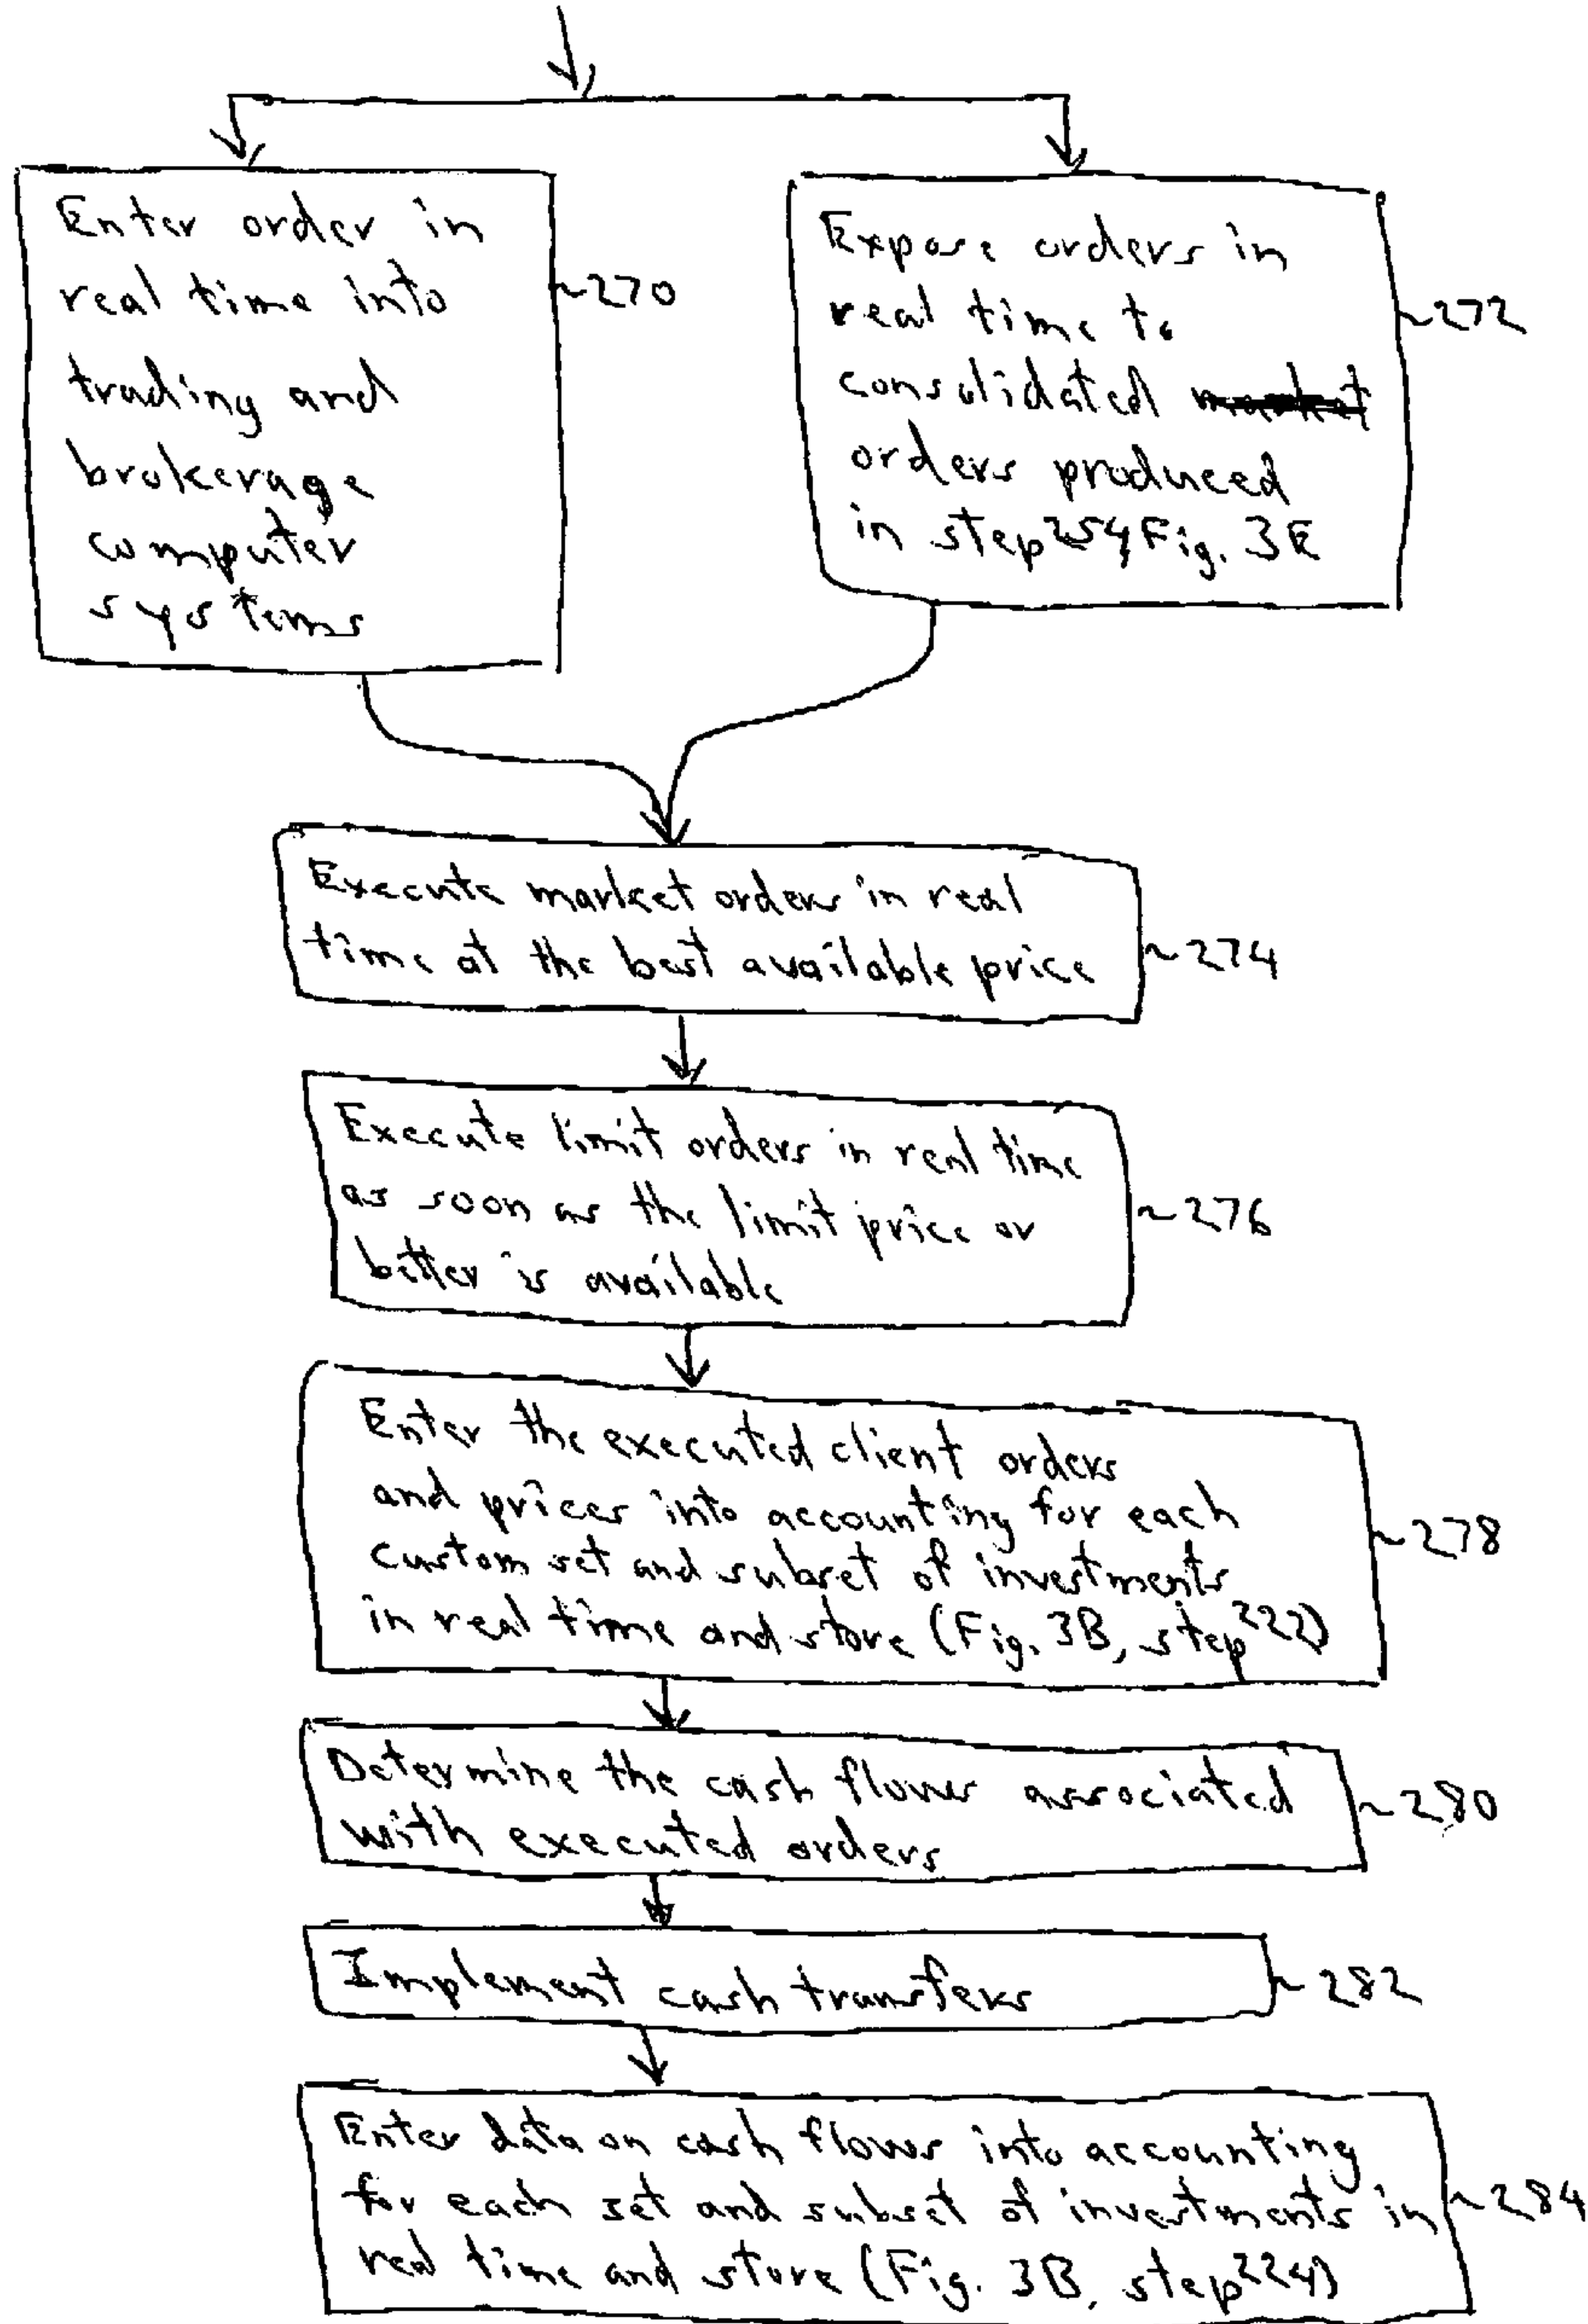 Enter order in
real time into
trading and
brokerage
computer
systems
~270
Expose orders in
real time to
consolidated market
orders produced
in step 254, Fig. 3E
~272
Execute market orders in real
time at the best available price
~274
Execute limit orders in real time
as soon as the limit price or
better is available
~276
Enter the executed client orders
and prices into accounting for each
custom set and subset of investments
in real time and store (Fig. 3B, step 222)
~278
Determine the cash flows associated
with executed orders
~280
Implement cash transfers
~282
Enter data on cash flows into accounting
for each set and subset of investments in
real time and store (Fig. 3B, step 224)
~284